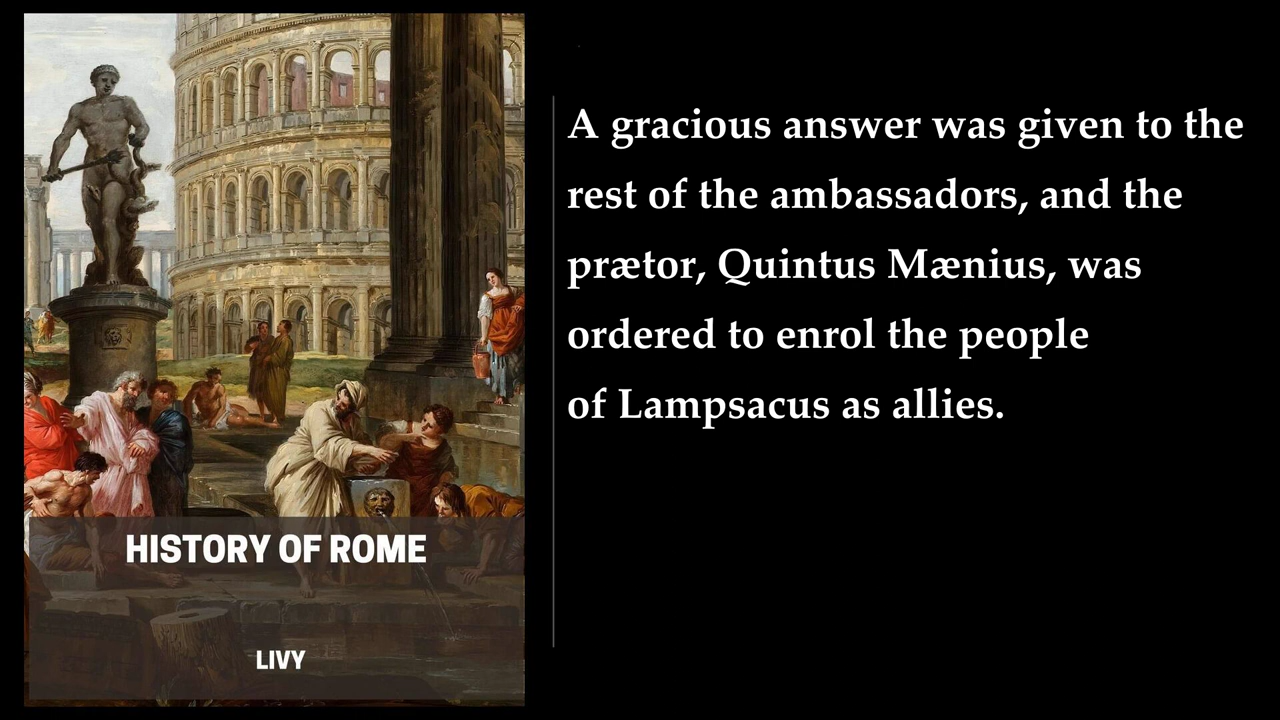 HISTORY OF ROME
LIVY
A gracious answer was given to the
rest of the ambassadors, and the
prætor, Quintus Mænius, was
ordered to enrol the people
of Lampsacus as allies.